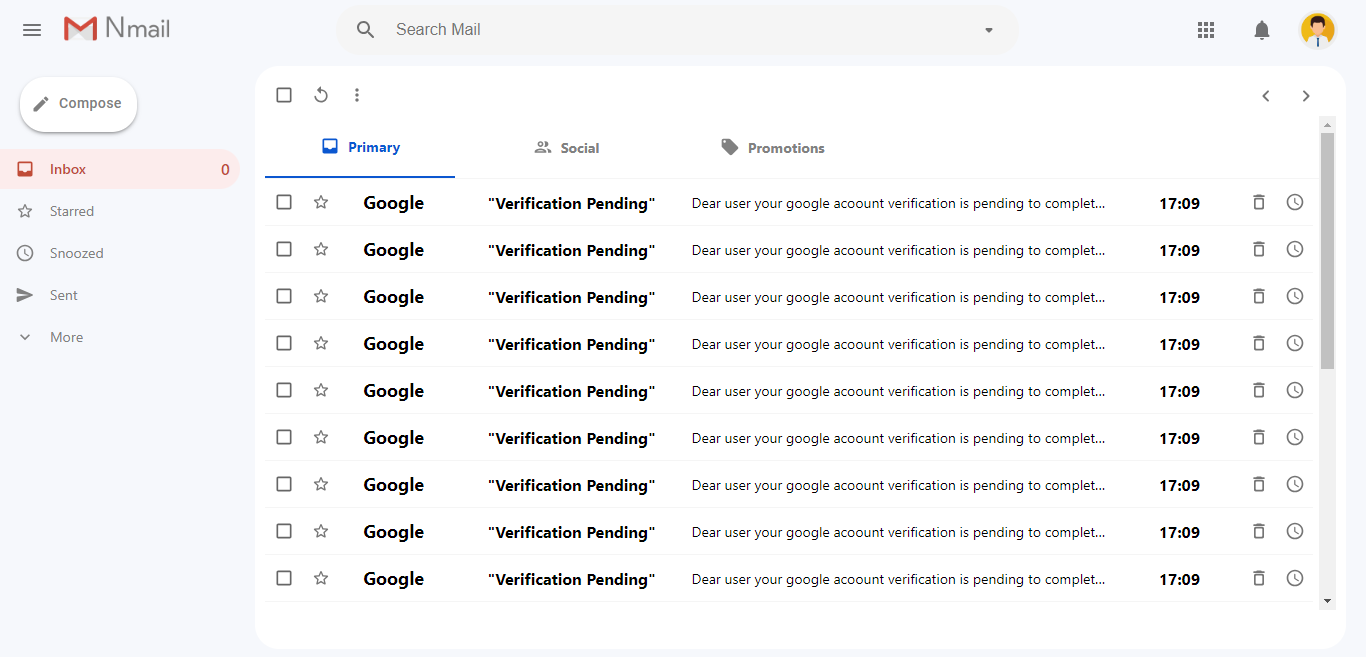 Nmail
Search Mail
Compose
Inbox 0
Starred
Snoozed
Sent
More
Primary Social Promotions
Google "Verification Pending" Dear user your google acoount verification is pending to complet... 17:09
Google "Verification Pending" Dear user your google acoount verification is pending to complet... 17:09
Google "Verification Pending" Dear user your google acoount verification is pending to complet... 17:09
Google "Verification Pending" Dear user your google acoount verification is pending to complet... 17:09
Google "Verification Pending" Dear user your google acoount verification is pending to complet... 17:09
Google "Verification Pending" Dear user your google acoount verification is pending to complet... 17:09
Google "Verification Pending" Dear user your google acoount verification is pending to complet... 17:09
Google "Verification Pending" Dear user your google acoount verification is pending to complet... 17:09
Google "Verification Pending" Dear user your google acoount verification is pending to complet... 17:09